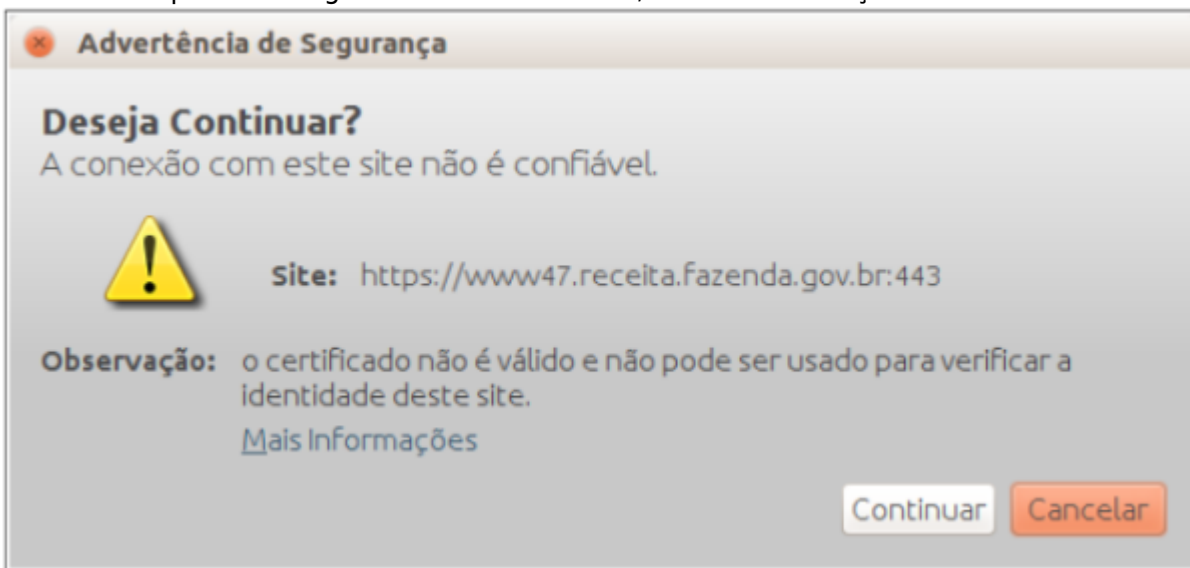 Advertência de Segurança
Deseja Continuar?
A conexão com este site não é confiável.
Site: https://www47.receita.fazenda.gov.br:443
Observação: o certificado não é válido e não pode ser usado para verificar a
identidade deste site.
Mais Informações
Continuar Cancelar